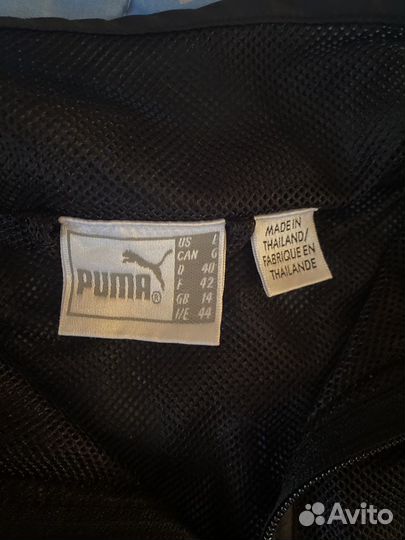 PUMA®
US L
CAN G
D 40
F 42
GB 14
I/E 44
MADE IN
THAILAND/
FABRIQUE EN
THAILANDE
Avito